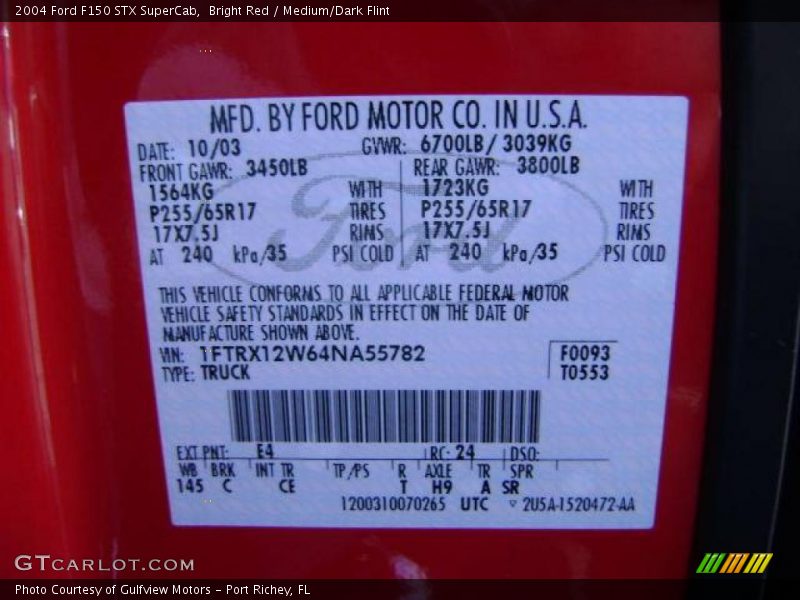 2004 Ford F150 STX SuperCab,  Bright Red / Medium/Dark Flint
MFD. BY FORD MOTOR CO. IN U.S.A.
DATE: 10/03 GVWR: 6700LB/ 3039KG
FRONT GAWR: 3450LB REAR GAWR: 3800LB
1564KG WITH 1723KG WITH
P255/65R17 TIRES P255/65R17 TIRES
17X7.5J RIMS 17X7.5J RIMS
AT 240 kPa/35 PSI COLD AT 240 kPa/35 PSI COLD
Ford
THIS VEHICLE CONFORMS TO ALL APPLICABLE FEDERAL MOTOR
VEHICLE SAFETY STANDARDS IN EFFECT ON THE DATE OF
MANUFACTURE SHOWN ABOVE.
VIN: 1FTRX12W64NA55782 F0093
TYPE: TRUCK T0553
EXT PNT: E4 RC: 24 DSO:
WB BRK INT TR TP/PS R AXLE TR SPR
145 C CE T H9 A SR
1200310070265 UTC ▽ 2U5A-1520472-AA
GTCARLOT.COM
Photo Courtesy of Gulfview Motors - Port Richey, FL